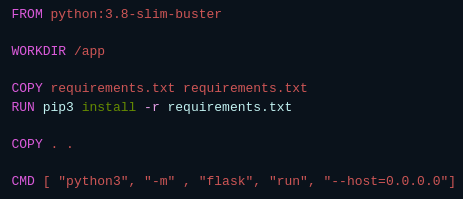 FROM python:3.8-slim-buster
WORKDIR /app
COPY requirements.txt requirements.txt
RUN pip3 install -r requirements.txt
COPY . .
CMD [ "python3", "-m" , "flask", "run", "--host=0.0.0.0"]